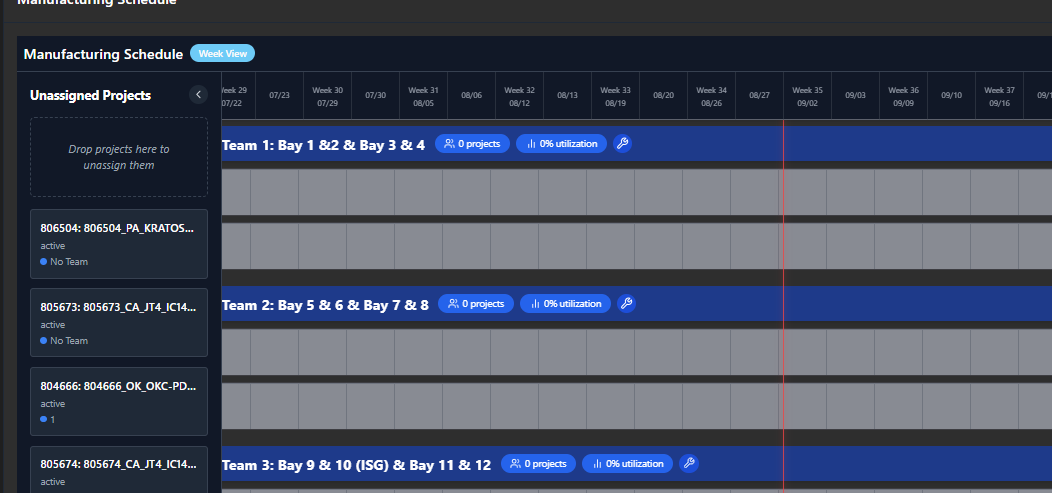 Manufacturing Schedule
Manufacturing Schedule Week View
Unassigned Projects
Drop projects here to
unassign them
806504: 806504_PA_KRATOS...
active
No Team
805673: 805673_CA_JT4_IC14...
active
No Team
804666: 804666_OK_OKC-PD...
active
1
805674: 805674_CA_JT4_IC14...
active
eek 29 Week 30 Week 31 Week 32 Week 33 Week 34 Week 35 Week 36 Week 37
07/22 07/23 07/29 07/30 08/05 08/06 08/12 08/13 08/19 08/20 08/26 08/27 09/02 09/03 09/09 09/10 09/16 09/1
Team 1: Bay 1 &2 & Bay 3 & 4 0 projects 0% utilization
Team 2: Bay 5 & 6 & Bay 7 & 8 0 projects 0% utilization
Team 3: Bay 9 & 10 (ISG) & Bay 11 & 12 0 projects 0% utilization